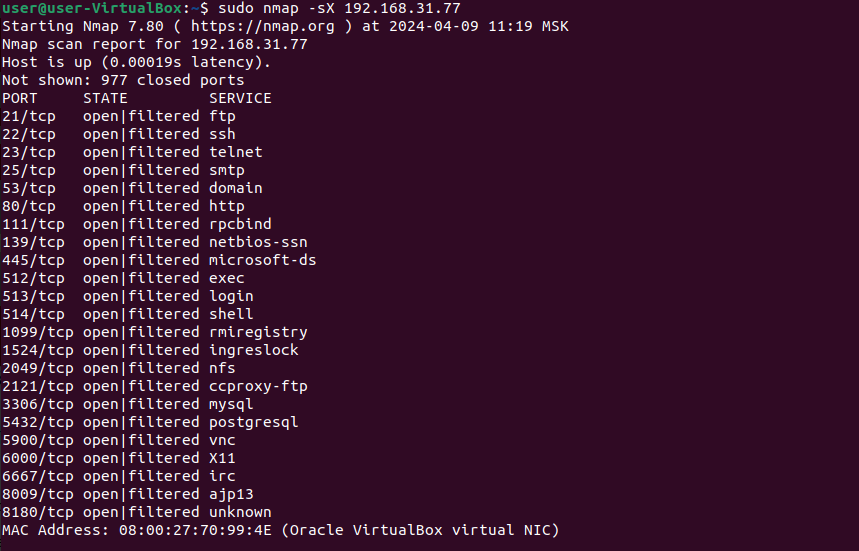 user@user-VirtualBox:~$ sudo nmap -sX 192.168.31.77
Starting Nmap 7.80 ( https://nmap.org ) at 2024-04-09 11:19 MSK
Nmap scan report for 192.168.31.77
Host is up (0.00019s latency).
Not shown: 977 closed ports
PORT     STATE         SERVICE
21/tcp   open|filtered ftp
22/tcp   open|filtered ssh
23/tcp   open|filtered telnet
25/tcp   open|filtered smtp
53/tcp   open|filtered domain
80/tcp   open|filtered http
111/tcp  open|filtered rpcbind
139/tcp  open|filtered netbios-ssn
445/tcp  open|filtered microsoft-ds
512/tcp  open|filtered exec
513/tcp  open|filtered login
514/tcp  open|filtered shell
1099/tcp open|filtered rmiregistry
1524/tcp open|filtered ingreslock
2049/tcp open|filtered nfs
2121/tcp open|filtered ccproxy-ftp
3306/tcp open|filtered mysql
5432/tcp open|filtered postgresql
5900/tcp open|filtered vnc
6000/tcp open|filtered X11
6667/tcp open|filtered irc
8009/tcp open|filtered ajp13
8180/tcp open|filtered unknown
MAC Address: 08:00:27:70:99:4E (Oracle VirtualBox virtual NIC)